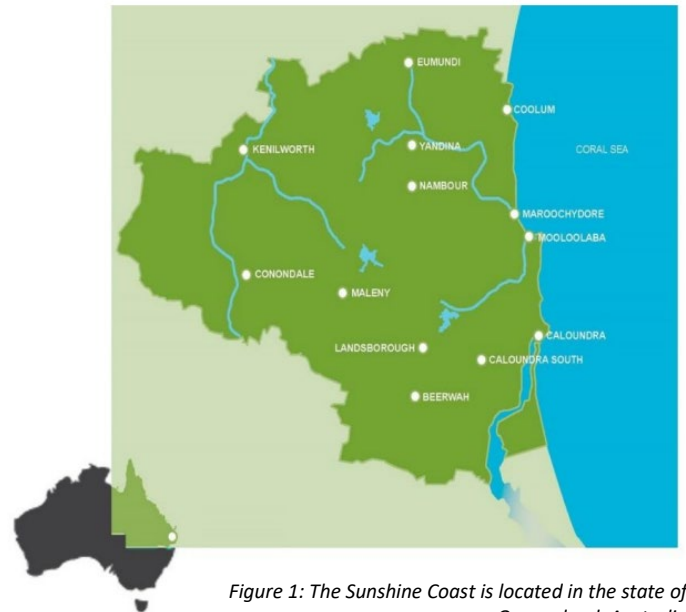 EUMUNDI
COOLUM
KENILWORTH
YANDINA
CORAL SEA
NAMBOUR
MAROOCHYDORE
MOOLOOLABA
CONONDALE
MALENY
CALOUNDRA
LANDSBOROUGH
CALOUNDRA SOUTH
BEERWAH
Figure 1: The Sunshine Coast is located in the state of